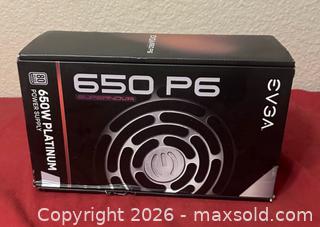 650 P6
SUPERNOVA
EVGA
650W PLATINUM
POWER SUPPLY
Copyright 2026 - maxsold.com